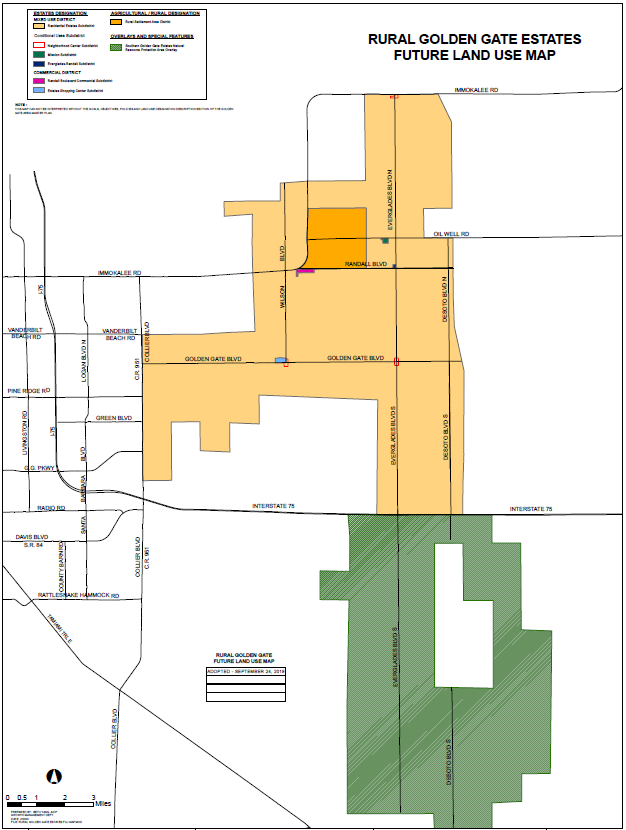 RURAL GOLDEN GATE ESTATES
FUTURE LAND USE MAP
ESTATES DESIGNATION
MIXED USE DISTRICT
Residential Estates Subdistrict
Conditional Uses Subdistrict
Neighborhood Center Subdistrict
Mission Subdistrict
Everglades-Randall Subdistrict
COMMERCIAL DISTRICT
Randall Boulevard Commercial Subdistrict
Estates Shopping Center Subdistrict
AGRICULTURAL / RURAL DESIGNATION
Rural Settlement Area District
OVERLAYS AND SPECIAL FEATURES
Southern Golden Gate Estates Natural
Resource Protection Area Overlay
NOTE:
IMMOKALEE RD
EVERGLADES BLVD N
OIL WELL RD
RANDALL BLVD
WILSON BLVD
IMMOKALEE RD
DESOTO BLVD N
I-75
LOGAN BLVD N
VANDERBILT
BEACH RD
VANDERBILT
BEACH RD
COLLIER BLVD
C.R. 951
GOLDEN GATE BLVD
GOLDEN GATE BLVD
PINE RIDGE RD
LIVINGSTON RD
I-75
GREEN BLVD
EVERGLADES BLVD S
DESOTO BLVD S
G.G. PKWY
SANTA BARBARA BLVD
RADIO RD
INTERSTATE 75
INTERSTATE 75
DAVIS BLVD
S.R. 84
COUNTY BARN RD
COLLIER BLVD
C.R. 951
RATTLESNAKE HAMMOCK RD
TAMIAMI TRL E
EVERGLADES BLVD S
RURAL GOLDEN GATE
FUTURE LAND USE MAP
ADOPTED - SEPTEMBER 24, 2019
COLLIER BLVD
DESOTO BLVD S
0 0.5 1 2 3
Miles